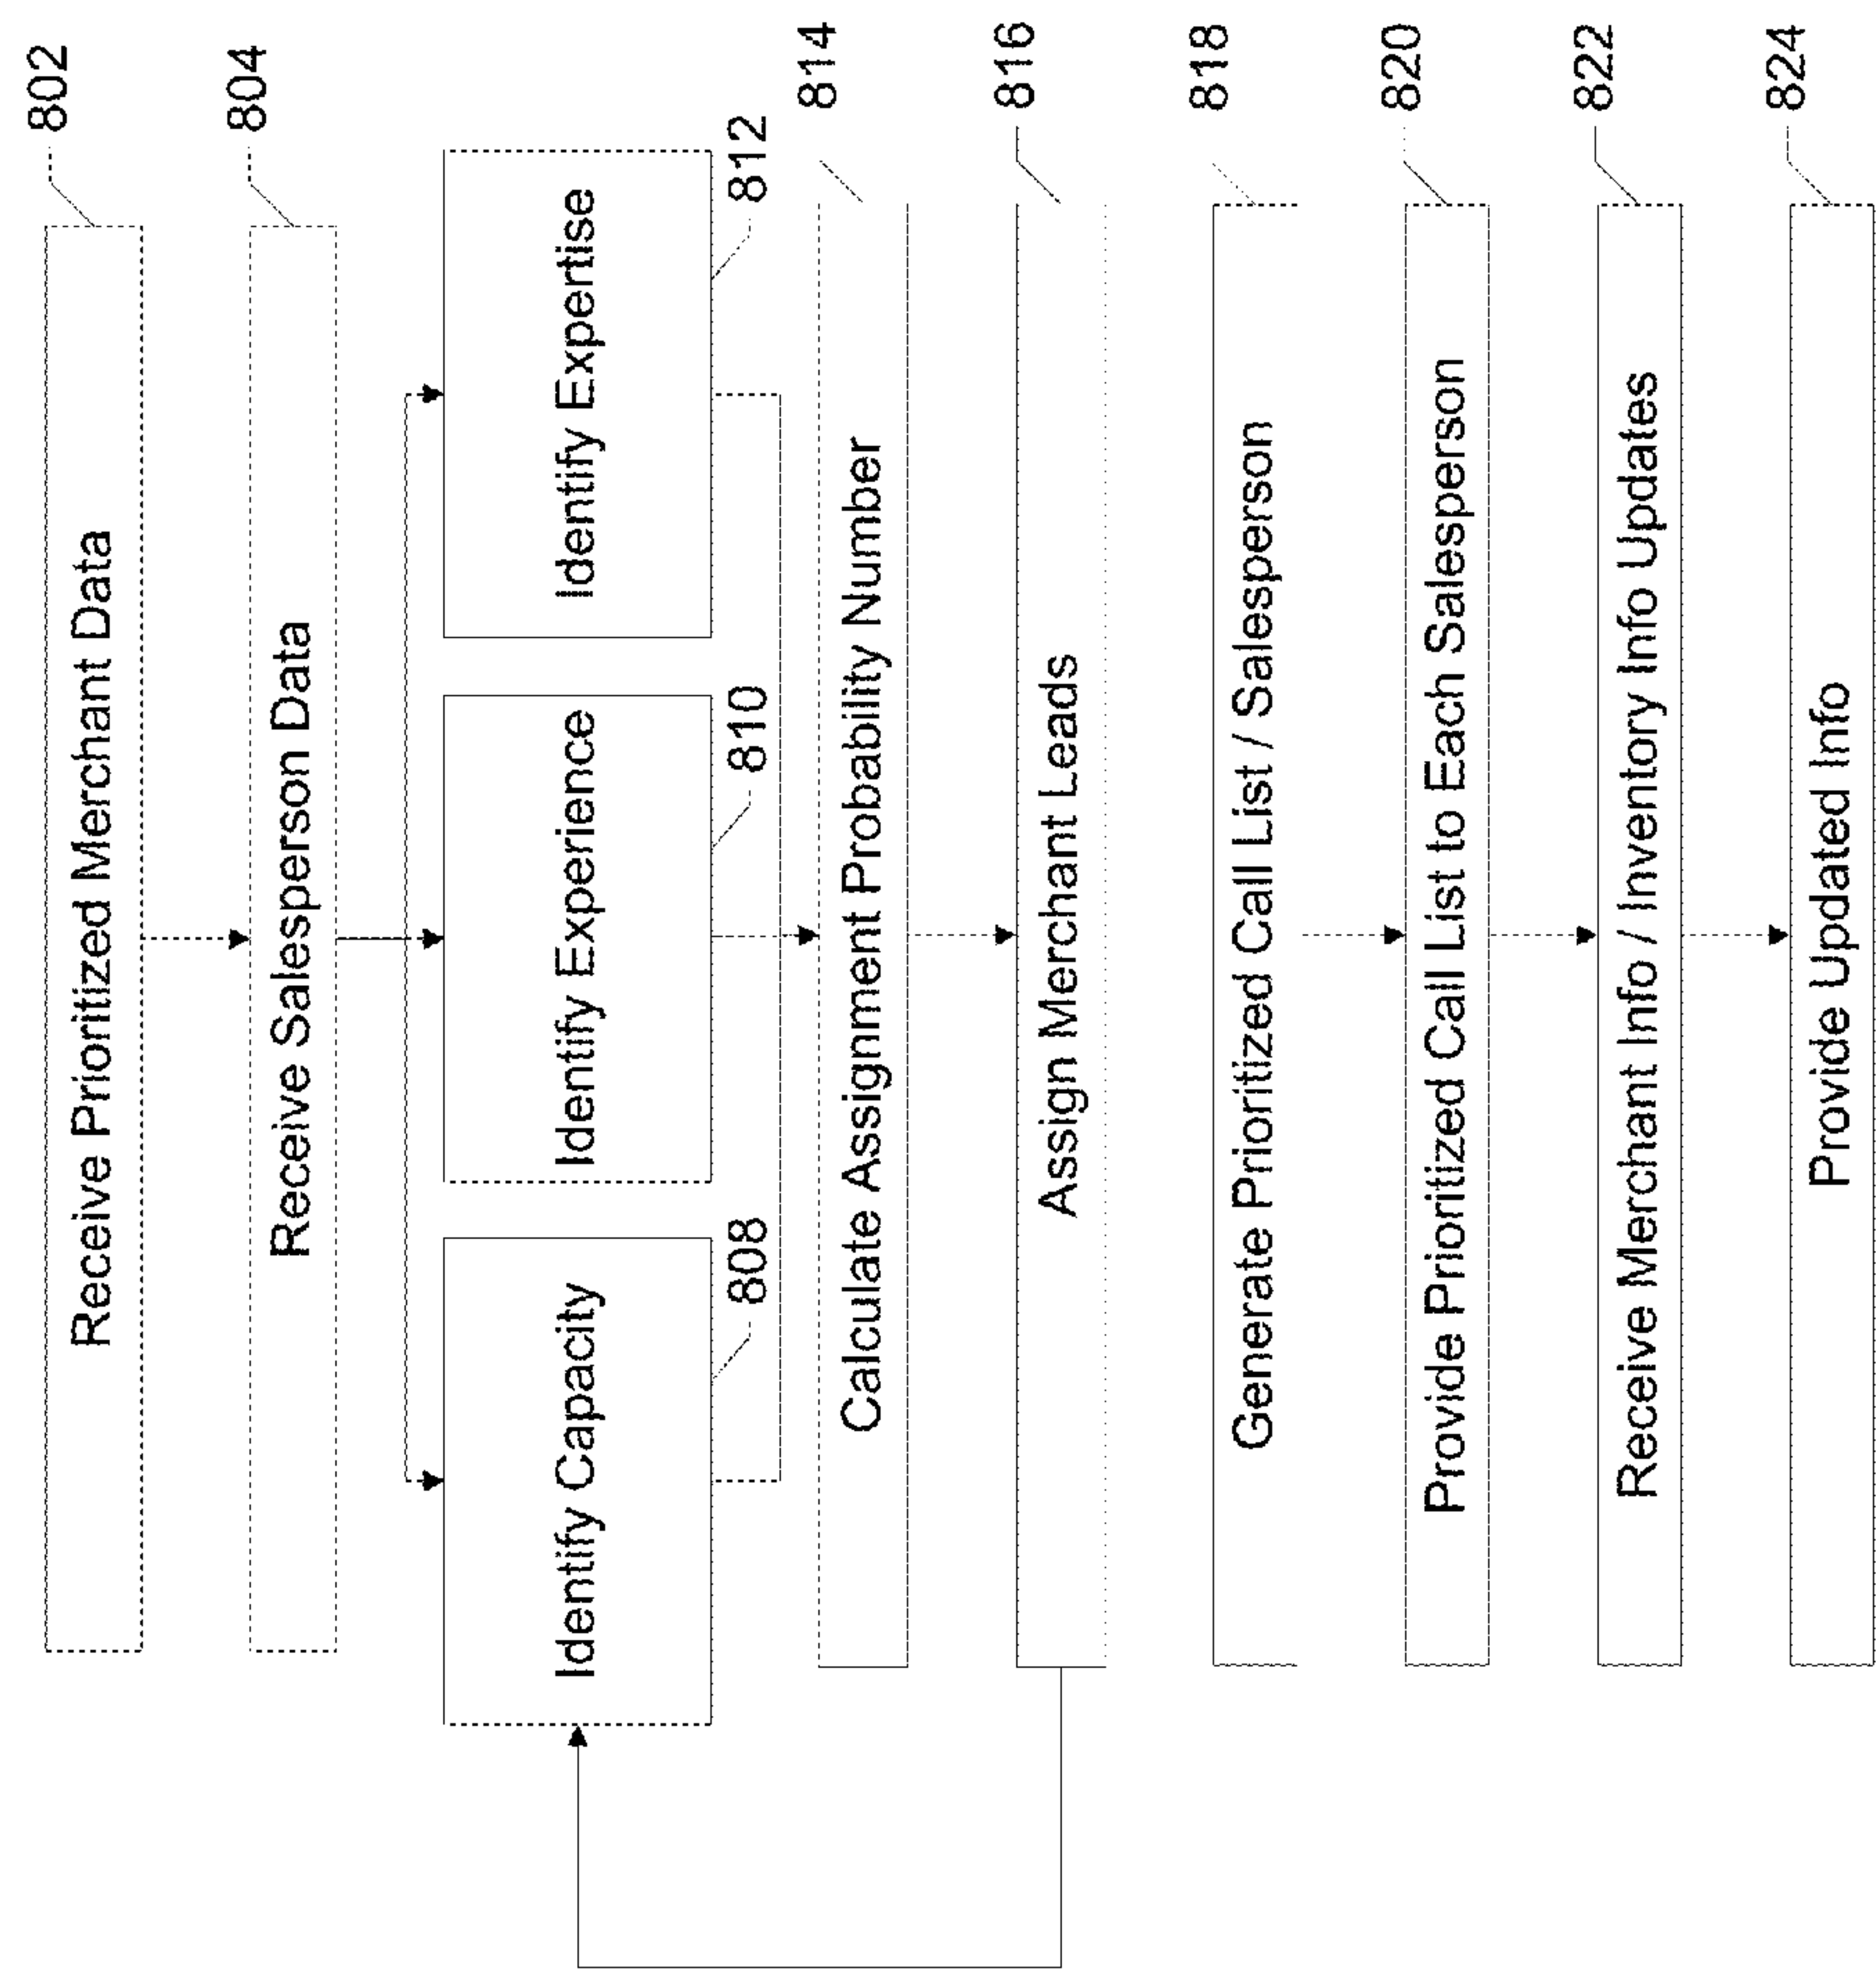 Receive Prioritized Merchant Data
802
Receive Salesperson Data
804
Identify Capacity
808
Identify Experience
810
Identify Expertise
812
Calculate Assignment Probability Number
814
Assign Merchant Leads
816
Generate Prioritized Call List / Salesperson
818
Provide Prioritized Call List to Each Salesperson
820
Receive Merchant Info / Inventory Info Updates
822
Provide Updated Info
824